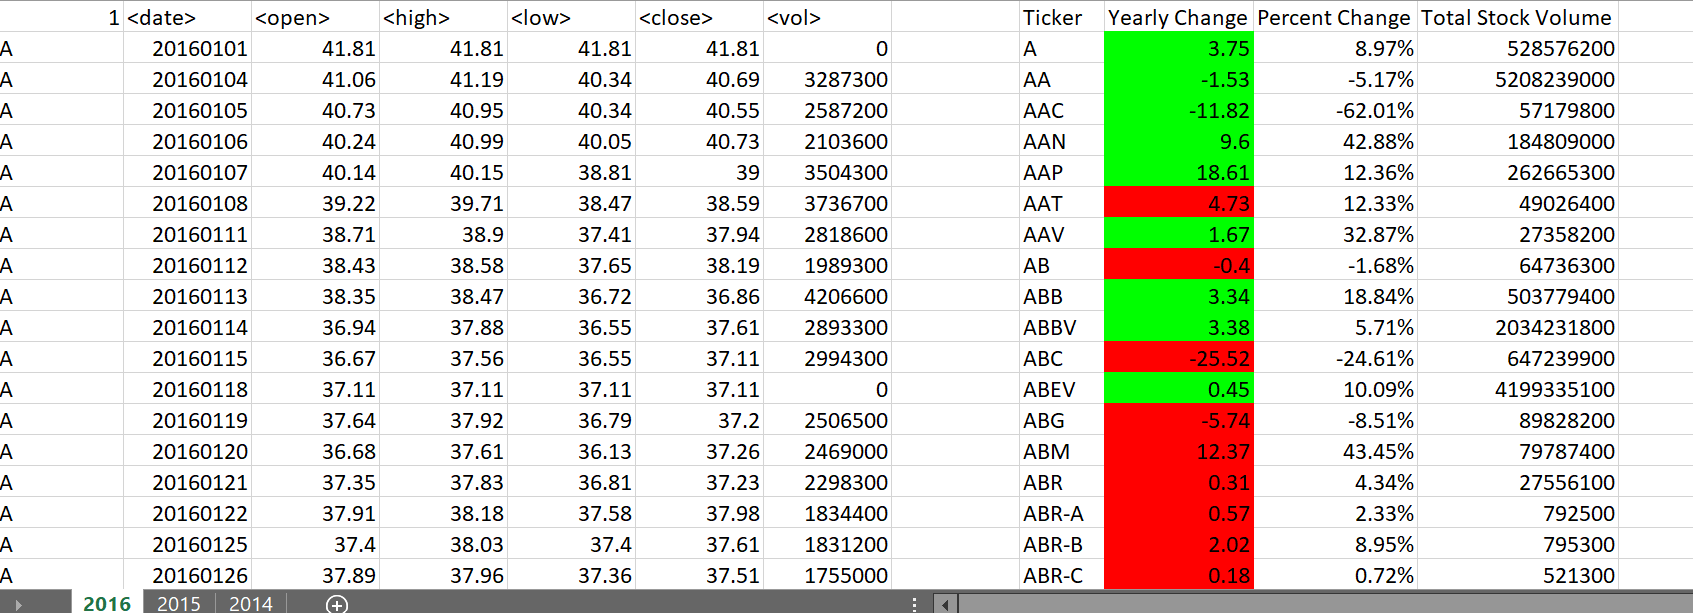 1 <date> <open> <high> <low> <close> <vol> Ticker Yearly Change Percent Change Total Stock Volume
A 20160101 41.81 41.81 41.81 41.81 0 A 3.75 8.97% 528576200
A 20160104 41.06 41.19 40.34 40.69 3287300 AA -1.53 -5.17% 5208239000
A 20160105 40.73 40.95 40.34 40.55 2587200 AAC -11.82 -62.01% 57179800
A 20160106 40.24 40.99 40.05 40.73 2103600 AAN 9.6 42.88% 184809000
A 20160107 40.14 40.15 38.81 39 3504300 AAP 18.61 12.36% 262665300
A 20160108 39.22 39.71 38.47 38.59 3736700 AAT 4.73 12.33% 49026400
A 20160111 38.71 38.9 37.41 37.94 2818600 AAV 1.67 32.87% 27358200
A 20160112 38.43 38.58 37.65 38.19 1989300 AB -0.4 -1.68% 64736300
A 20160113 38.35 38.47 36.72 36.86 4206600 ABB 3.34 18.84% 503779400
A 20160114 36.94 37.88 36.55 37.61 2893300 ABBV 3.38 5.71% 2034231800
A 20160115 36.67 37.56 36.55 37.11 2994300 ABC -25.52 -24.61% 647239900
A 20160118 37.11 37.11 37.11 37.11 0 ABEV 0.45 10.09% 4199335100
A 20160119 37.64 37.92 36.79 37.2 2506500 ABG -5.74 -8.51% 89828200
A 20160120 36.68 37.61 36.13 37.26 2469000 ABM 12.37 43.45% 79787400
A 20160121 37.35 37.83 36.81 37.23 2298300 ABR 0.31 4.34% 27556100
A 20160122 37.91 38.18 37.58 37.98 1834400 ABR-A 0.57 2.33% 792500
A 20160125 37.4 38.03 37.4 37.61 1831200 ABR-B 2.02 8.95% 795300
A 20160126 37.89 37.96 37.36 37.51 1755000 ABR-C 0.18 0.72% 521300
2016 2015 2014